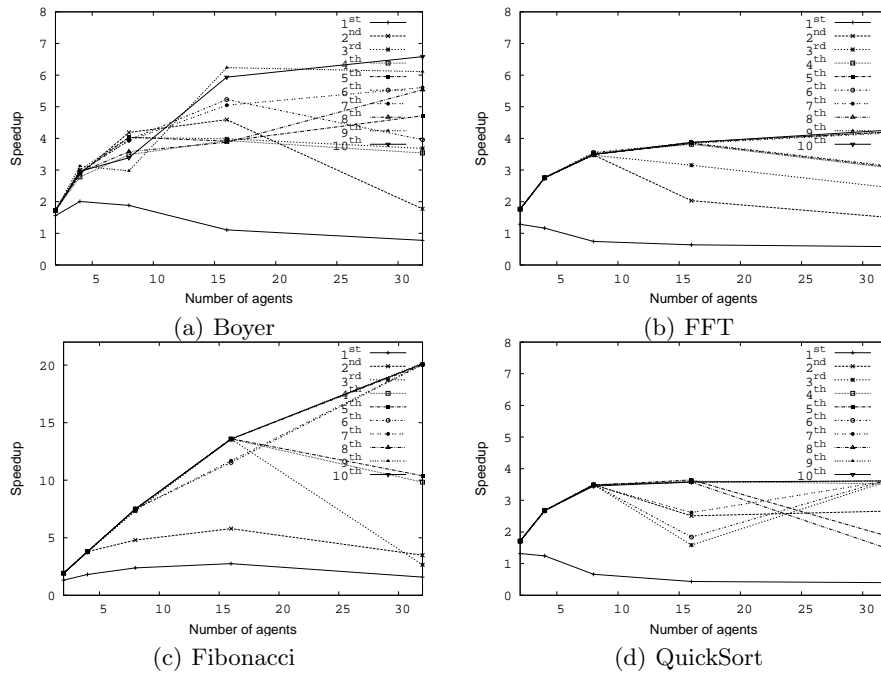 8
7
6
5
4
3
2
1
0
Speedup
1st
2nd
3rd
4th
5th
6th
7th
8th
9th
10th
5 10 15 20 25 30
Number of agents
(a) Boyer
8
7
6
5
4
3
2
1
0
Speedup
1st
2nd
3rd
4th
5th
6th
7th
8th
9th
10th
5 10 15 20 25 30
Number of agents
(b) FFT
20
15
10
5
0
Speedup
1st
2nd
3rd
4th
5th
6th
7th
8th
9th
10th
5 10 15 20 25 30
Number of agents
(c) Fibonacci
8
7
6
5
4
3
2
1
0
Speedup
1st
2nd
3rd
4th
5th
6th
7th
8th
9th
10th
5 10 15 20 25 30
Number of agents
(d) QuickSort